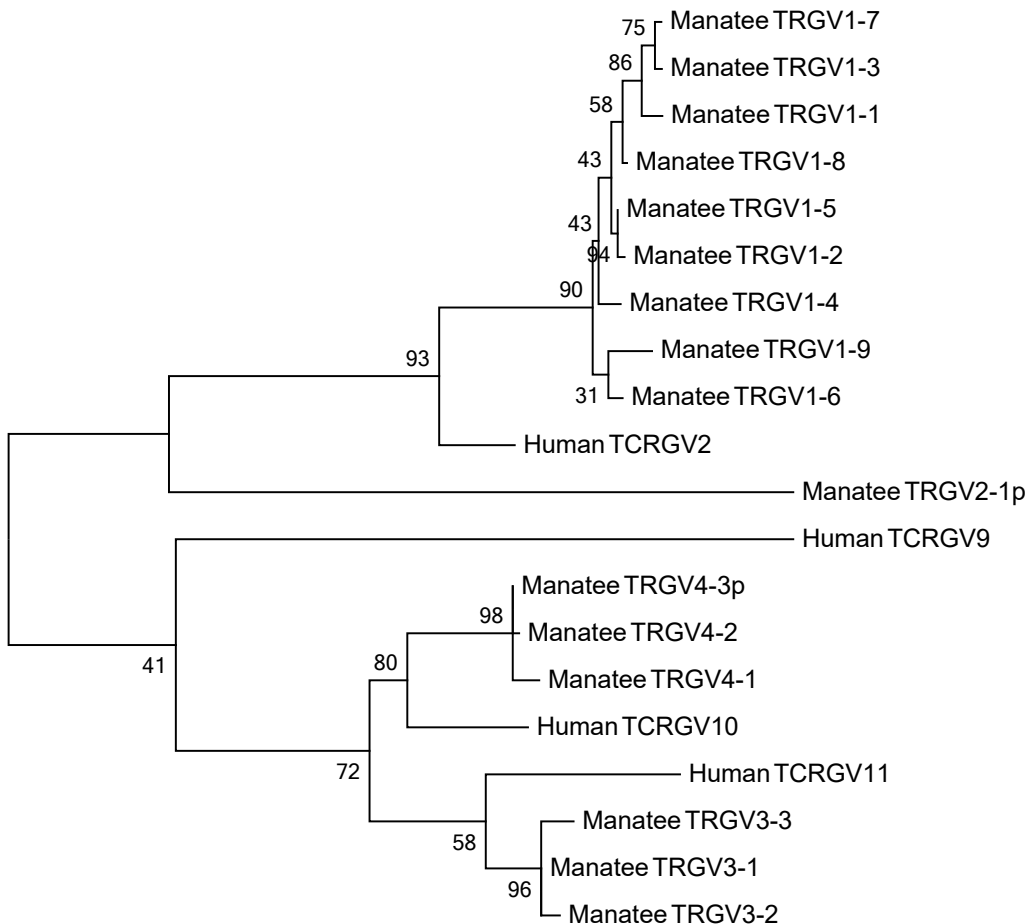 75
Manatee TRGV1-7
86
Manatee TRGV1-3
58
Manatee TRGV1-1
43
Manatee TRGV1-8
43
Manatee TRGV1-5
94
Manatee TRGV1-2
90
Manatee TRGV1-4
93
Manatee TRGV1-9
31
Manatee TRGV1-6
Human TCRGV2
Manatee TRGV2-1p
Human TCRGV9
Manatee TRGV4-3p
98
Manatee TRGV4-2
41
80
Manatee TRGV4-1
Human TCRGV10
72
Human TCRGV11
Manatee TRGV3-3
58
Manatee TRGV3-1
96
Manatee TRGV3-2